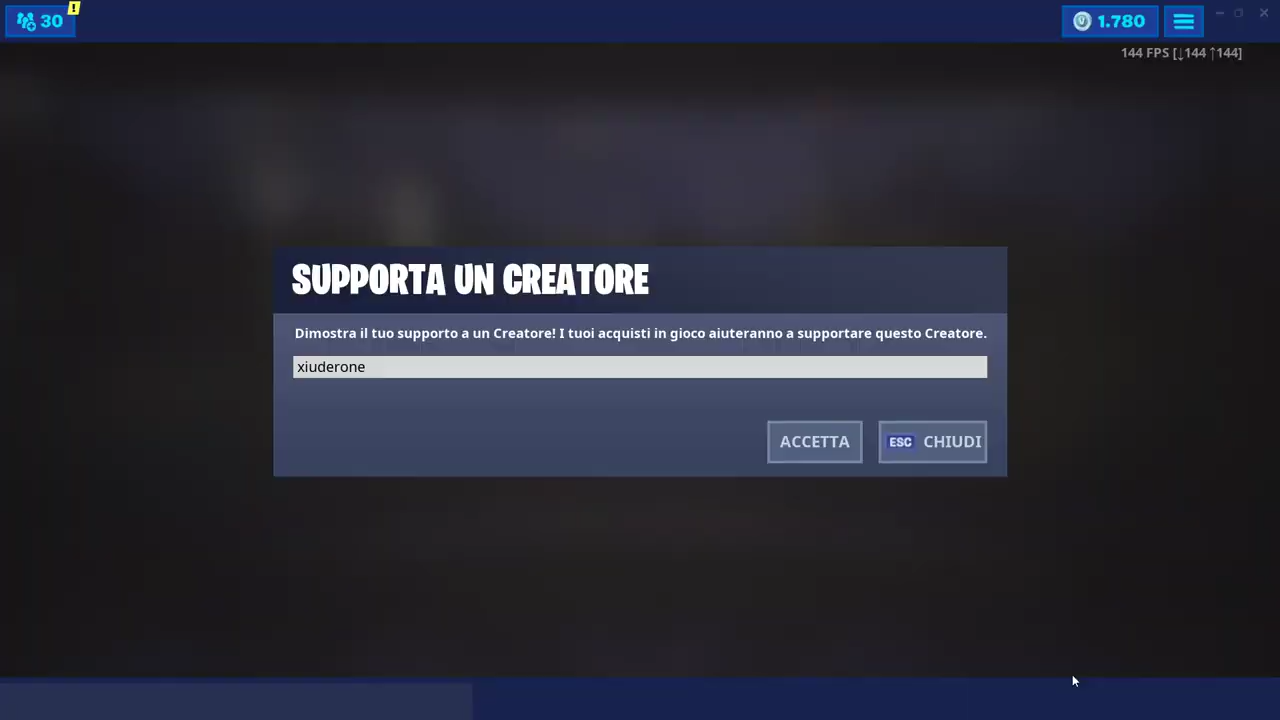 30 !
1.780
144 FPS [↓144 ↑144]
SUPPORTA UN CREATORE
Dimostra il tuo supporto a un Creatore! I tuoi acquisti in gioco aiuteranno a supportare questo Creatore.
xiuderone
ACCETTA
ESC CHIUDI